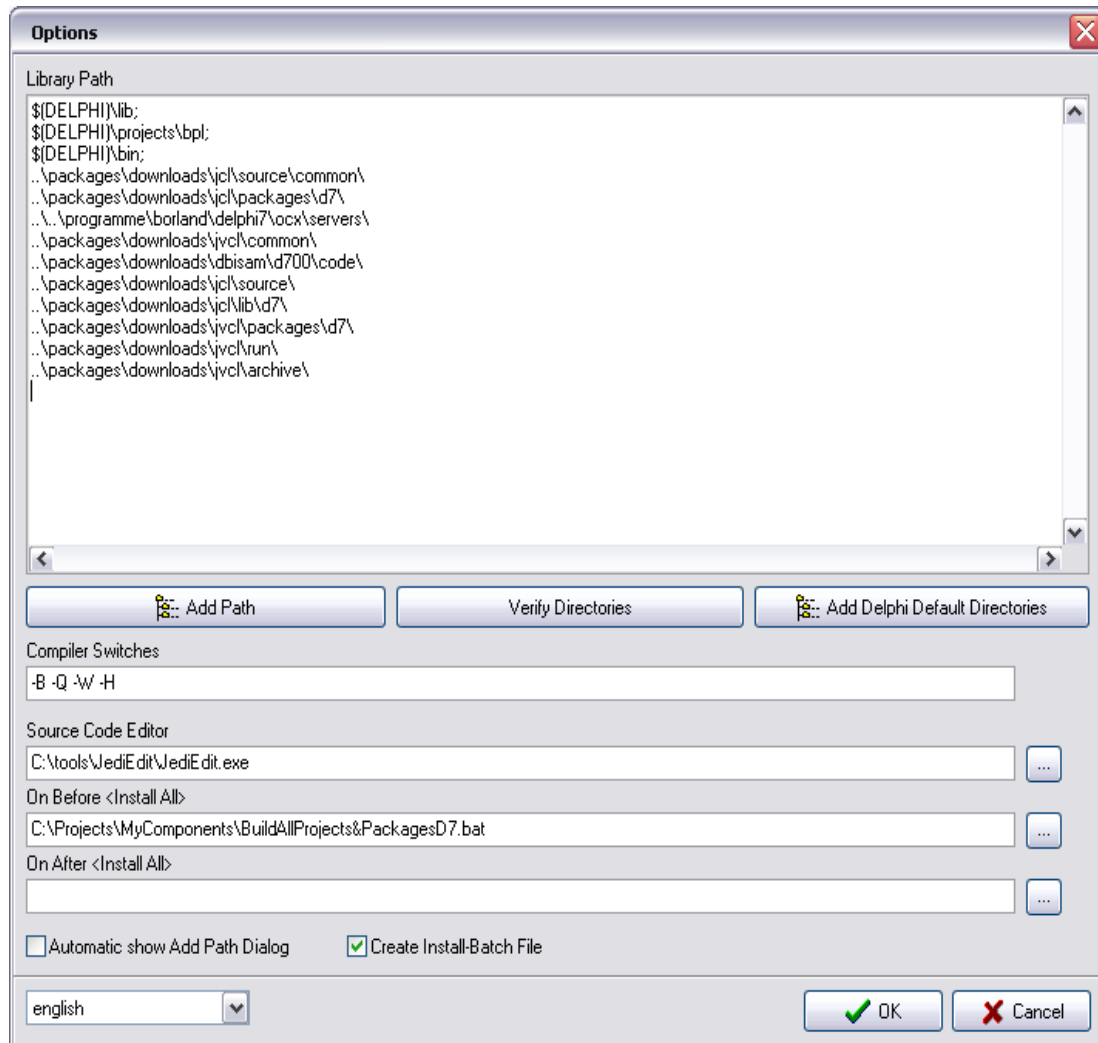 Options
Library Path
$(DELPHI)\lib;
$(DELPHI)\projects\bpl;
$(DELPHI)\bin;
..\packages\downloads\jcl\source\common\
..\packages\downloads\jcl\packages\d7\
..\..\programme\borland\delphi7\ocx\servers\
..\packages\downloads\jvcl\common\
..\packages\downloads\dbisam\d700\code\
..\packages\downloads\jcl\source\
..\packages\downloads\jcl\lib\d7\
..\packages\downloads\jvcl\packages\d7\
..\packages\downloads\jvcl\run\
..\packages\downloads\jvcl\archive\
Add Path Verify Directories Add Delphi Default Directories
Compiler Switches
-B -Q -W -H
Source Code Editor
C:\tools\JediEdit\JediEdit.exe
...
On Before <Install All>
C:\Projects\MyComponents\BuildAllProjects&PackagesD7.bat
...
On After <Install All>
...
Automatic show Add Path Dialog Create Install-Batch File
english OK Cancel